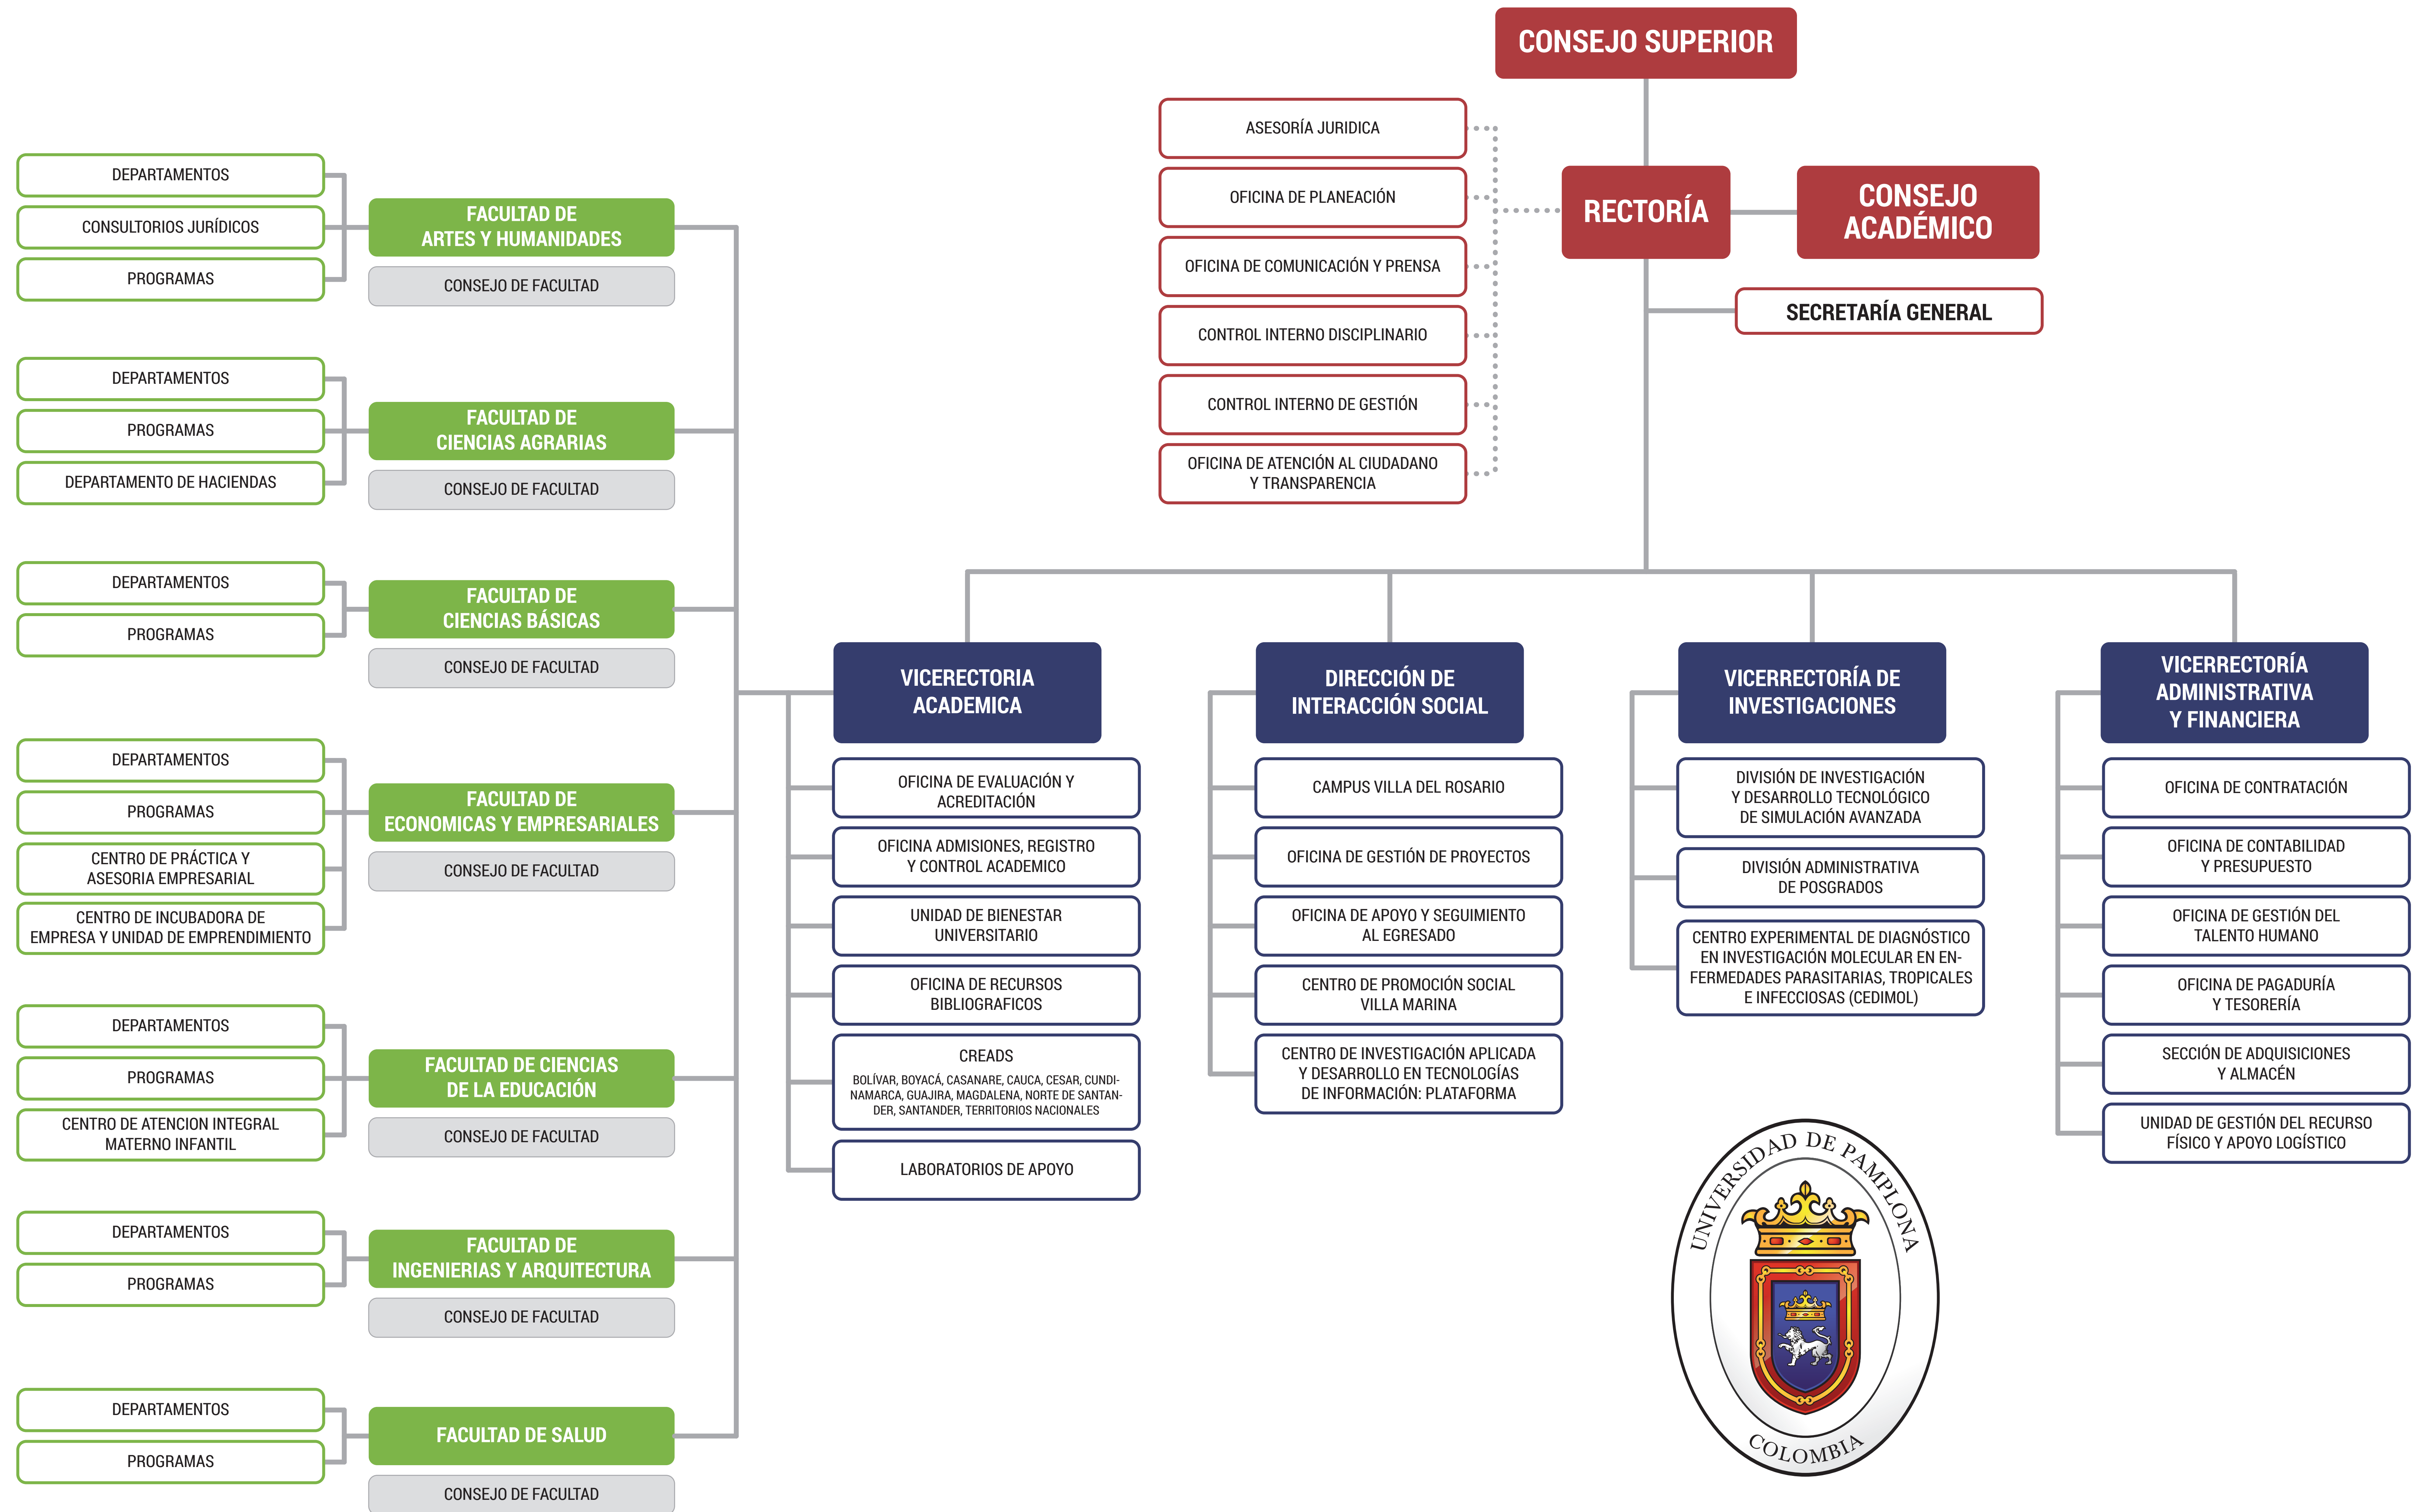 CONSEJO SUPERIOR
RECTORÍA
CONSEJO
ACADÉMICO
SECRETARÍA GENERAL
ASESORÍA JURIDICA
OFICINA DE PLANEACIÓN
OFICINA DE COMUNICACIÓN Y PRENSA
CONTROL INTERNO DISCIPLINARIO
CONTROL INTERNO DE GESTIÓN
OFICINA DE ATENCIÓN AL CIUDADANO
Y TRANSPARENCIA
DEPARTAMENTOS
CONSULTORIOS JURÍDICOS
PROGRAMAS
FACULTAD DE
ARTES Y HUMANIDADES
CONSEJO DE FACULTAD
DEPARTAMENTOS
PROGRAMAS
DEPARTAMENTO DE HACIENDAS
FACULTAD DE
CIENCIAS AGRARIAS
CONSEJO DE FACULTAD
DEPARTAMENTOS
PROGRAMAS
FACULTAD DE
CIENCIAS BÁSICAS
CONSEJO DE FACULTAD
DEPARTAMENTOS
PROGRAMAS
CENTRO DE PRÁCTICA Y
ASESORIA EMPRESARIAL
CENTRO DE INCUBADORA DE
EMPRESA Y UNIDAD DE EMPRENDIMIENTO
FACULTAD DE
ECONOMICAS Y EMPRESARIALES
CONSEJO DE FACULTAD
DEPARTAMENTOS
PROGRAMAS
CENTRO DE ATENCION INTEGRAL
MATERNO INFANTIL
FACULTAD DE CIENCIAS
DE LA EDUCACIÓN
CONSEJO DE FACULTAD
DEPARTAMENTOS
PROGRAMAS
FACULTAD DE
INGENIERIAS Y ARQUITECTURA
CONSEJO DE FACULTAD
DEPARTAMENTOS
PROGRAMAS
FACULTAD DE SALUD
CONSEJO DE FACULTAD
VICERECTORIA
ACADEMICA
OFICINA DE EVALUACIÓN Y
ACREDITACIÓN
OFICINA ADMISIONES, REGISTRO
Y CONTROL ACADEMICO
UNIDAD DE BIENESTAR
UNIVERSITARIO
OFICINA DE RECURSOS
BIBLIOGRAFICOS
CREADS
BOLÍVAR, BOYACÁ, CASANARE, CAUCA, CESAR, CUNDI-
NAMARCA, GUAJIRA, MAGDALENA, NORTE DE SANTAN-
DER, SANTANDER, TERRITORIOS NACIONALES
LABORATORIOS DE APOYO
DIRECCIÓN DE
INTERACCIÓN SOCIAL
CAMPUS VILLA DEL ROSARIO
OFICINA DE GESTIÓN DE PROYECTOS
OFICINA DE APOYO Y SEGUIMIENTO
AL EGRESADO
CENTRO DE PROMOCIÓN SOCIAL
VILLA MARINA
CENTRO DE INVESTIGACIÓN APLICADA
Y DESARROLLO EN TECNOLOGÍAS
DE INFORMACIÓN: PLATAFORMA
VICERRECTORÍA DE
INVESTIGACIONES
DIVISIÓN DE INVESTIGACIÓN
Y DESARROLLO TECNOLÓGICO
DE SIMULACIÓN AVANZADA
DIVISIÓN ADMINISTRATIVA
DE POSGRADOS
CENTRO EXPERIMENTAL DE DIAGNÓSTICO
EN INVESTIGACIÓN MOLECULAR EN EN-
FERMEDADES PARASITARIAS, TROPICALES
E INFECCIOSAS (CEDIMOL)
VICERRECTORÍA
ADMINISTRATIVA
Y FINANCIERA
OFICINA DE CONTRATACIÓN
OFICINA DE CONTABILIDAD
Y PRESUPUESTO
OFICINA DE GESTIÓN DEL
TALENTO HUMANO
OFICINA DE PAGADURÍA
Y TESORERÍA
SECCIÓN DE ADQUISICIONES
Y ALMACÉN
UNIDAD DE GESTIÓN DEL RECURSO
FÍSICO Y APOYO LOGÍSTICO
UNIVERSIDAD DE PAMPLONA
COLOMBIA